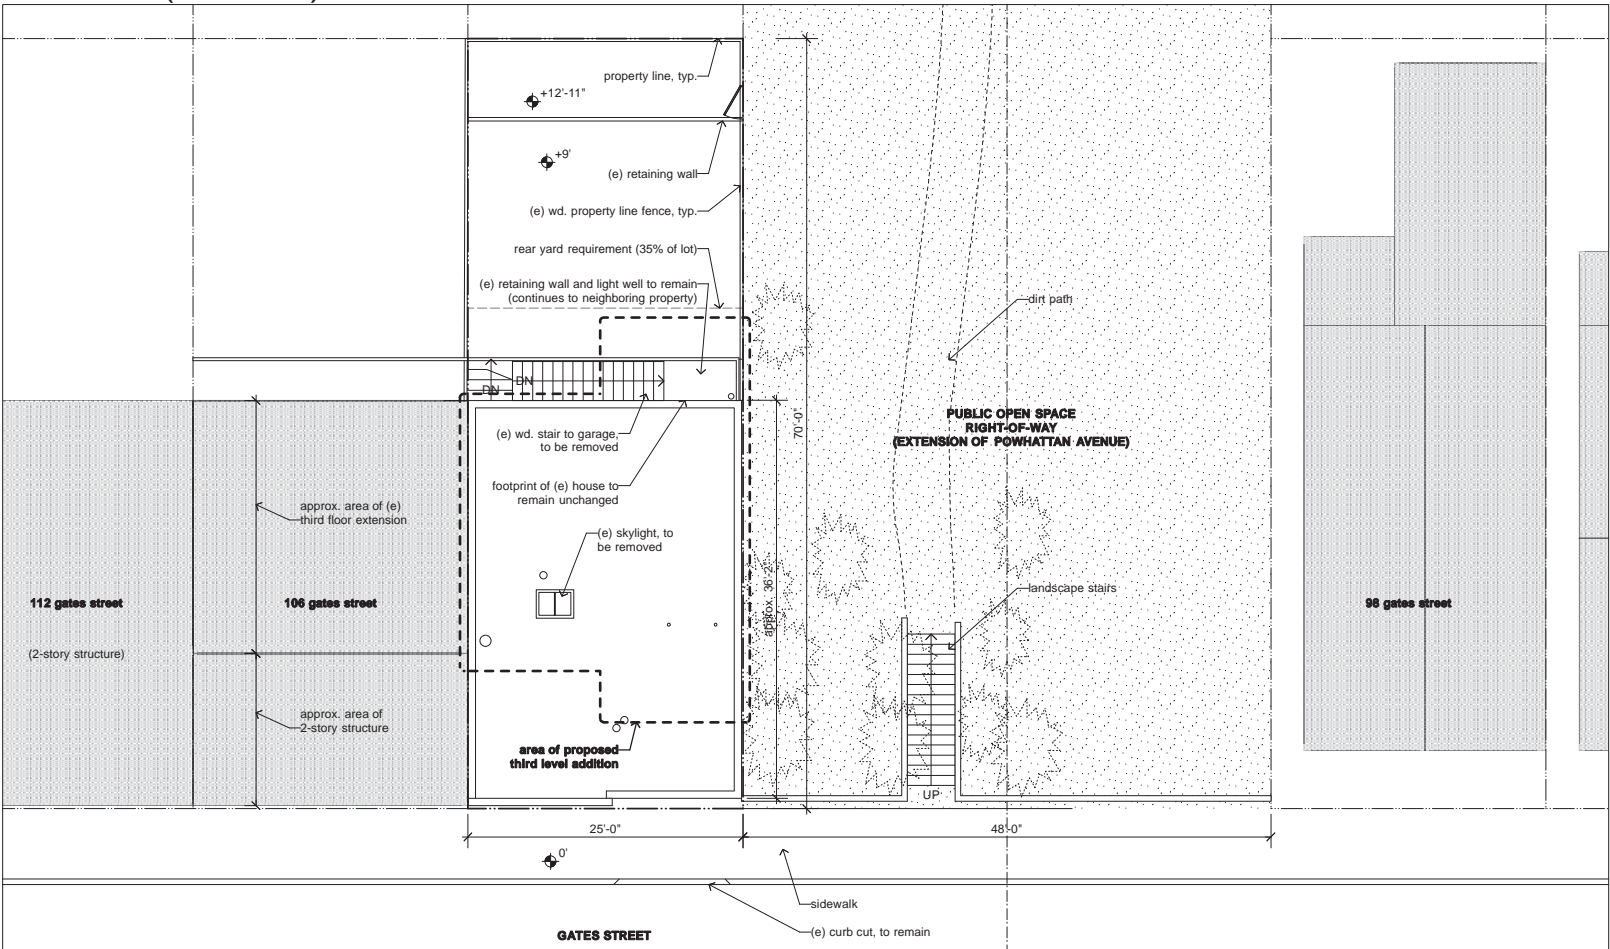 property line, typ.
+12'-11"
+9'
(e) retaining wall
(e) wd. property line fence, typ.
rear yard requirement (35% of lot)
(e) retaining wall and light well to remain
(continues to neighboring property)
dirt path
DN
DN
70'-0"
PUBLIC OPEN SPACE
RIGHT-OF-WAY
(EXTENSION OF POWHATTAN AVENUE)
(e) wd. stair to garage,
to be removed
footprint of (e) house to
remain unchanged
approx. area of (e)
third floor extension
(e) skylight, to
be removed
approx. 36'-2"
landscape stairs
112 gates street
106 gates street
98 gates street
(2-story structure)
approx. area of
2-story structure
area of proposed
third level addition
UP
25'-0"
48'-0"
0'
sidewalk
(e) curb cut, to remain
GATES STREET